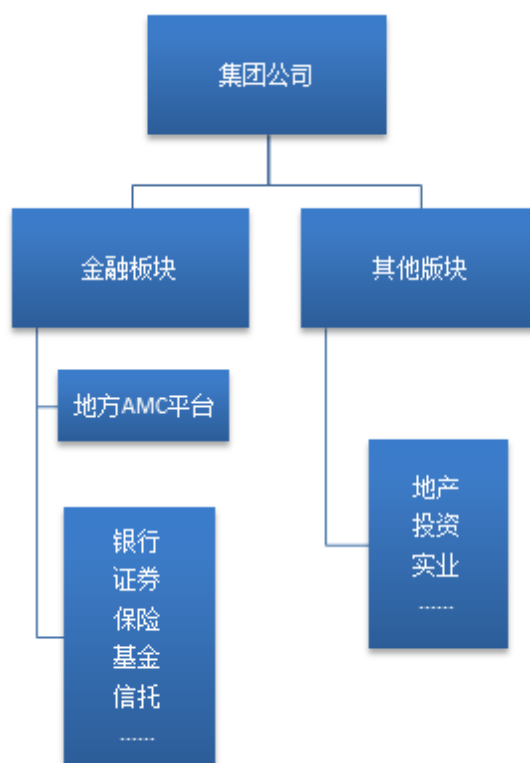 集团公司
金融板块
其他版块
地方AMC平台
银行
证券
保险
基金
信托
......
地产
投资
实业
......